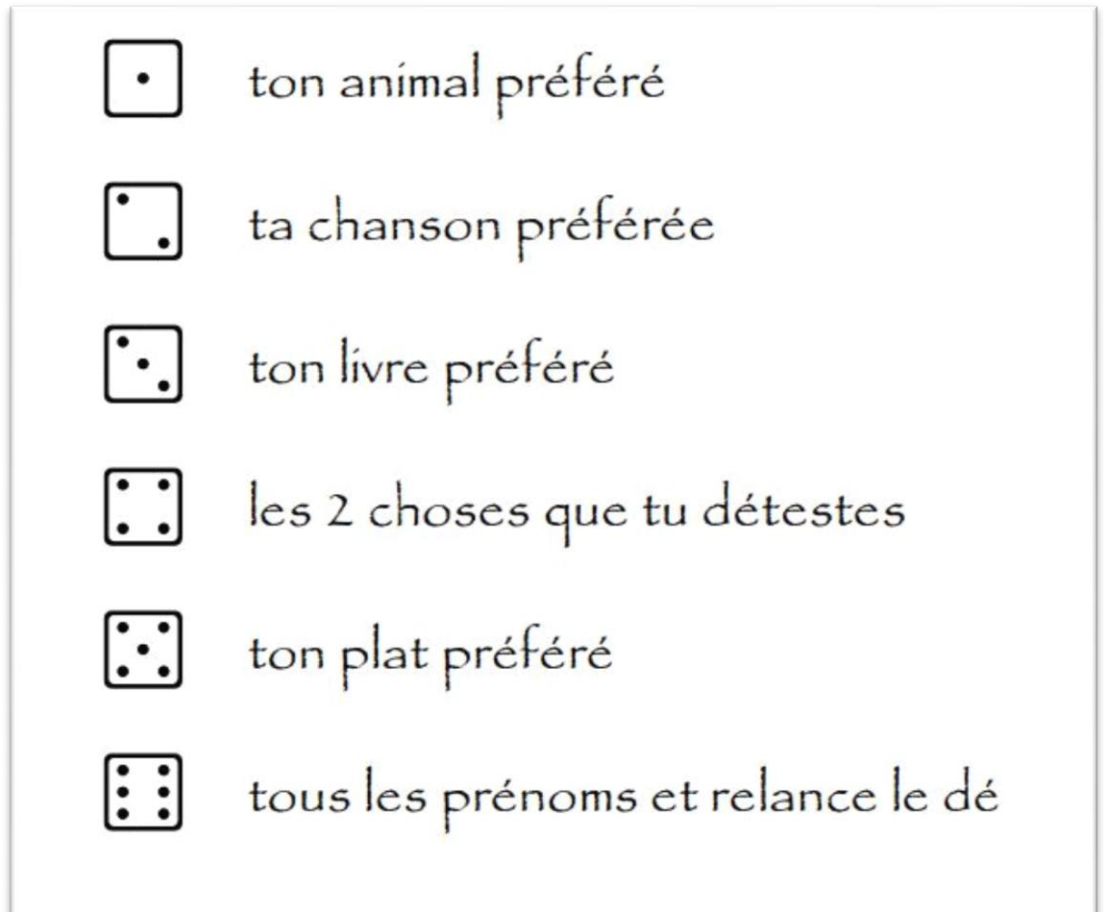 ton animal préféré
ta chanson préférée
ton livre préféré
les 2 choses que tu détestes
ton plat préféré
tous les prénoms et relance le dé